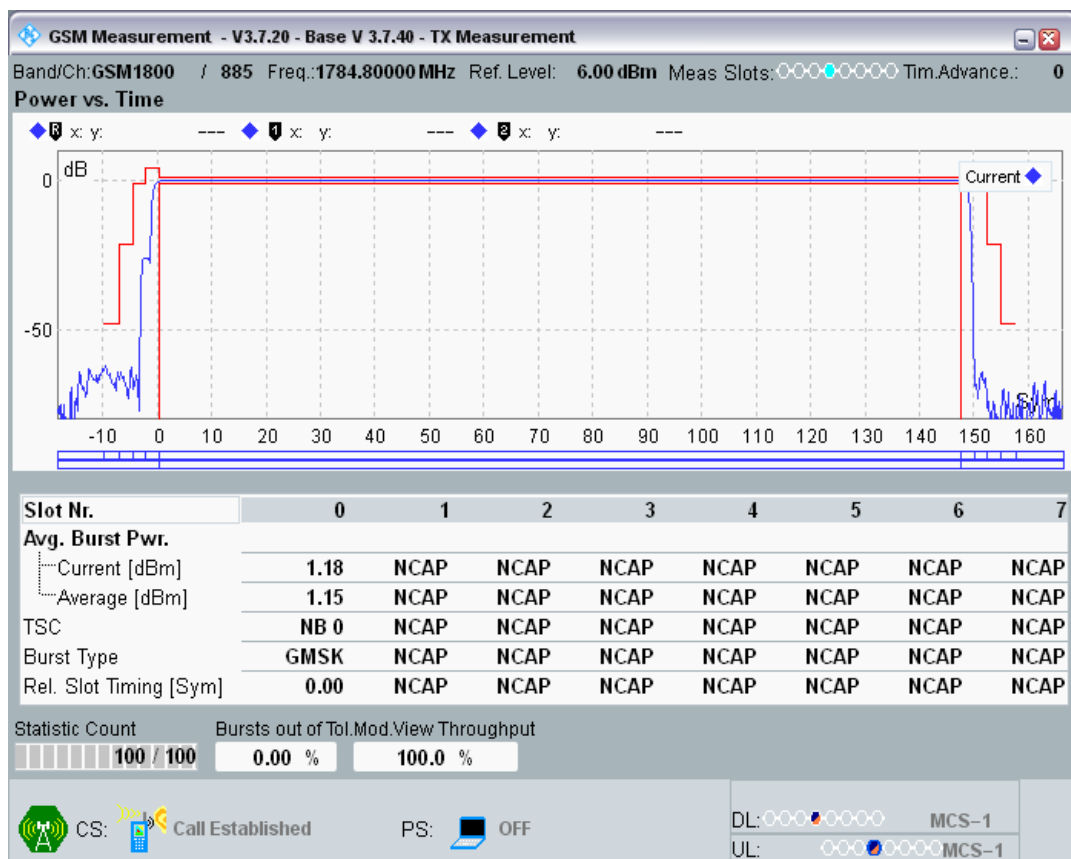 GSM Measurement - V3.7.20 - Base V 3.7.40 - TX Measurement
Band/Ch:GSM1800 / 885 Freq.:1784.80000 MHz Ref. Level: 6.00 dBm Meas Slots: Tim.Advance.: 0
Power vs. Time
R x: y: --- 1 x: y: --- 2 x: y: ---
dB
Current
0
-50
Sym
-10 0 10 20 30 40 50 60 70 80 90 100 110 120 130 140 150 160
Slot Nr. 0 1 2 3 4 5 6 7
Avg. Burst Pwr.
Current [dBm] 1.18 NCAP NCAP NCAP NCAP NCAP NCAP NCAP
Average [dBm] 1.15 NCAP NCAP NCAP NCAP NCAP NCAP NCAP
TSC NB 0 NCAP NCAP NCAP NCAP NCAP NCAP NCAP
Burst Type GMSK NCAP NCAP NCAP NCAP NCAP NCAP NCAP
Rel. Slot Timing [Sym] 0.00 NCAP NCAP NCAP NCAP NCAP NCAP NCAP
Statistic Count Bursts out of Tol.Mod.View Throughput
100 / 100 0.00 % 100.0 %
CS: Call Established PS: OFF
DL: MCS-1
UL: MCS-1